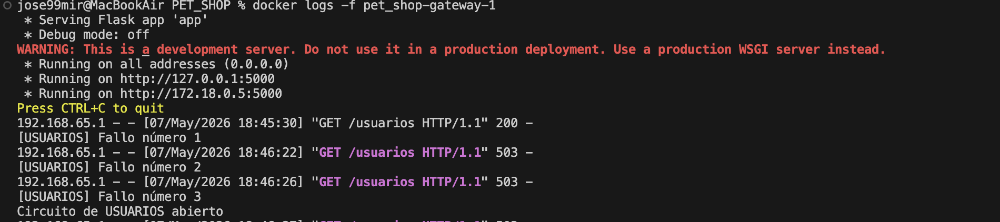 jose99mir@MacBookAir PET_SHOP % docker logs -f pet_shop-gateway-1
* Serving Flask app 'app'
* Debug mode: off
WARNING: This is a development server. Do not use it in a production deployment. Use a production WSGI server instead.
* Running on all addresses (0.0.0.0)
* Running on http://127.0.0.1:5000
* Running on http://172.18.0.5:5000
Press CTRL+C to quit
192.168.65.1 - - [07/May/2026 18:45:30] "GET /usuarios HTTP/1.1" 200 -
[USUARIOS] Fallo número 1
192.168.65.1 - - [07/May/2026 18:46:22] "GET /usuarios HTTP/1.1" 503 -
[USUARIOS] Fallo número 2
192.168.65.1 - - [07/May/2026 18:46:26] "GET /usuarios HTTP/1.1" 503 -
[USUARIOS] Fallo número 3
Circuito de USUARIOS abierto